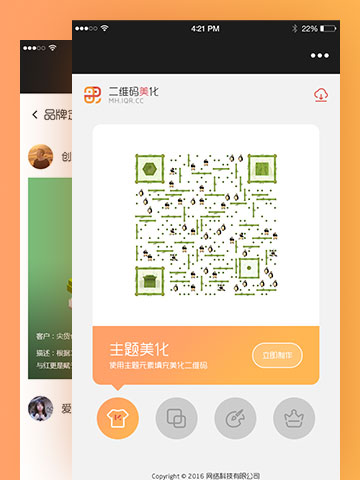 4:21 PM
22%
二维码美化
MH.IQR.CC
品牌
创
客户：尖货
描述：根据
与红更是赋
爱
主题美化
使用主题元素填充美化二维码
立即制作
Copyright © 2016 网络科技有限公司